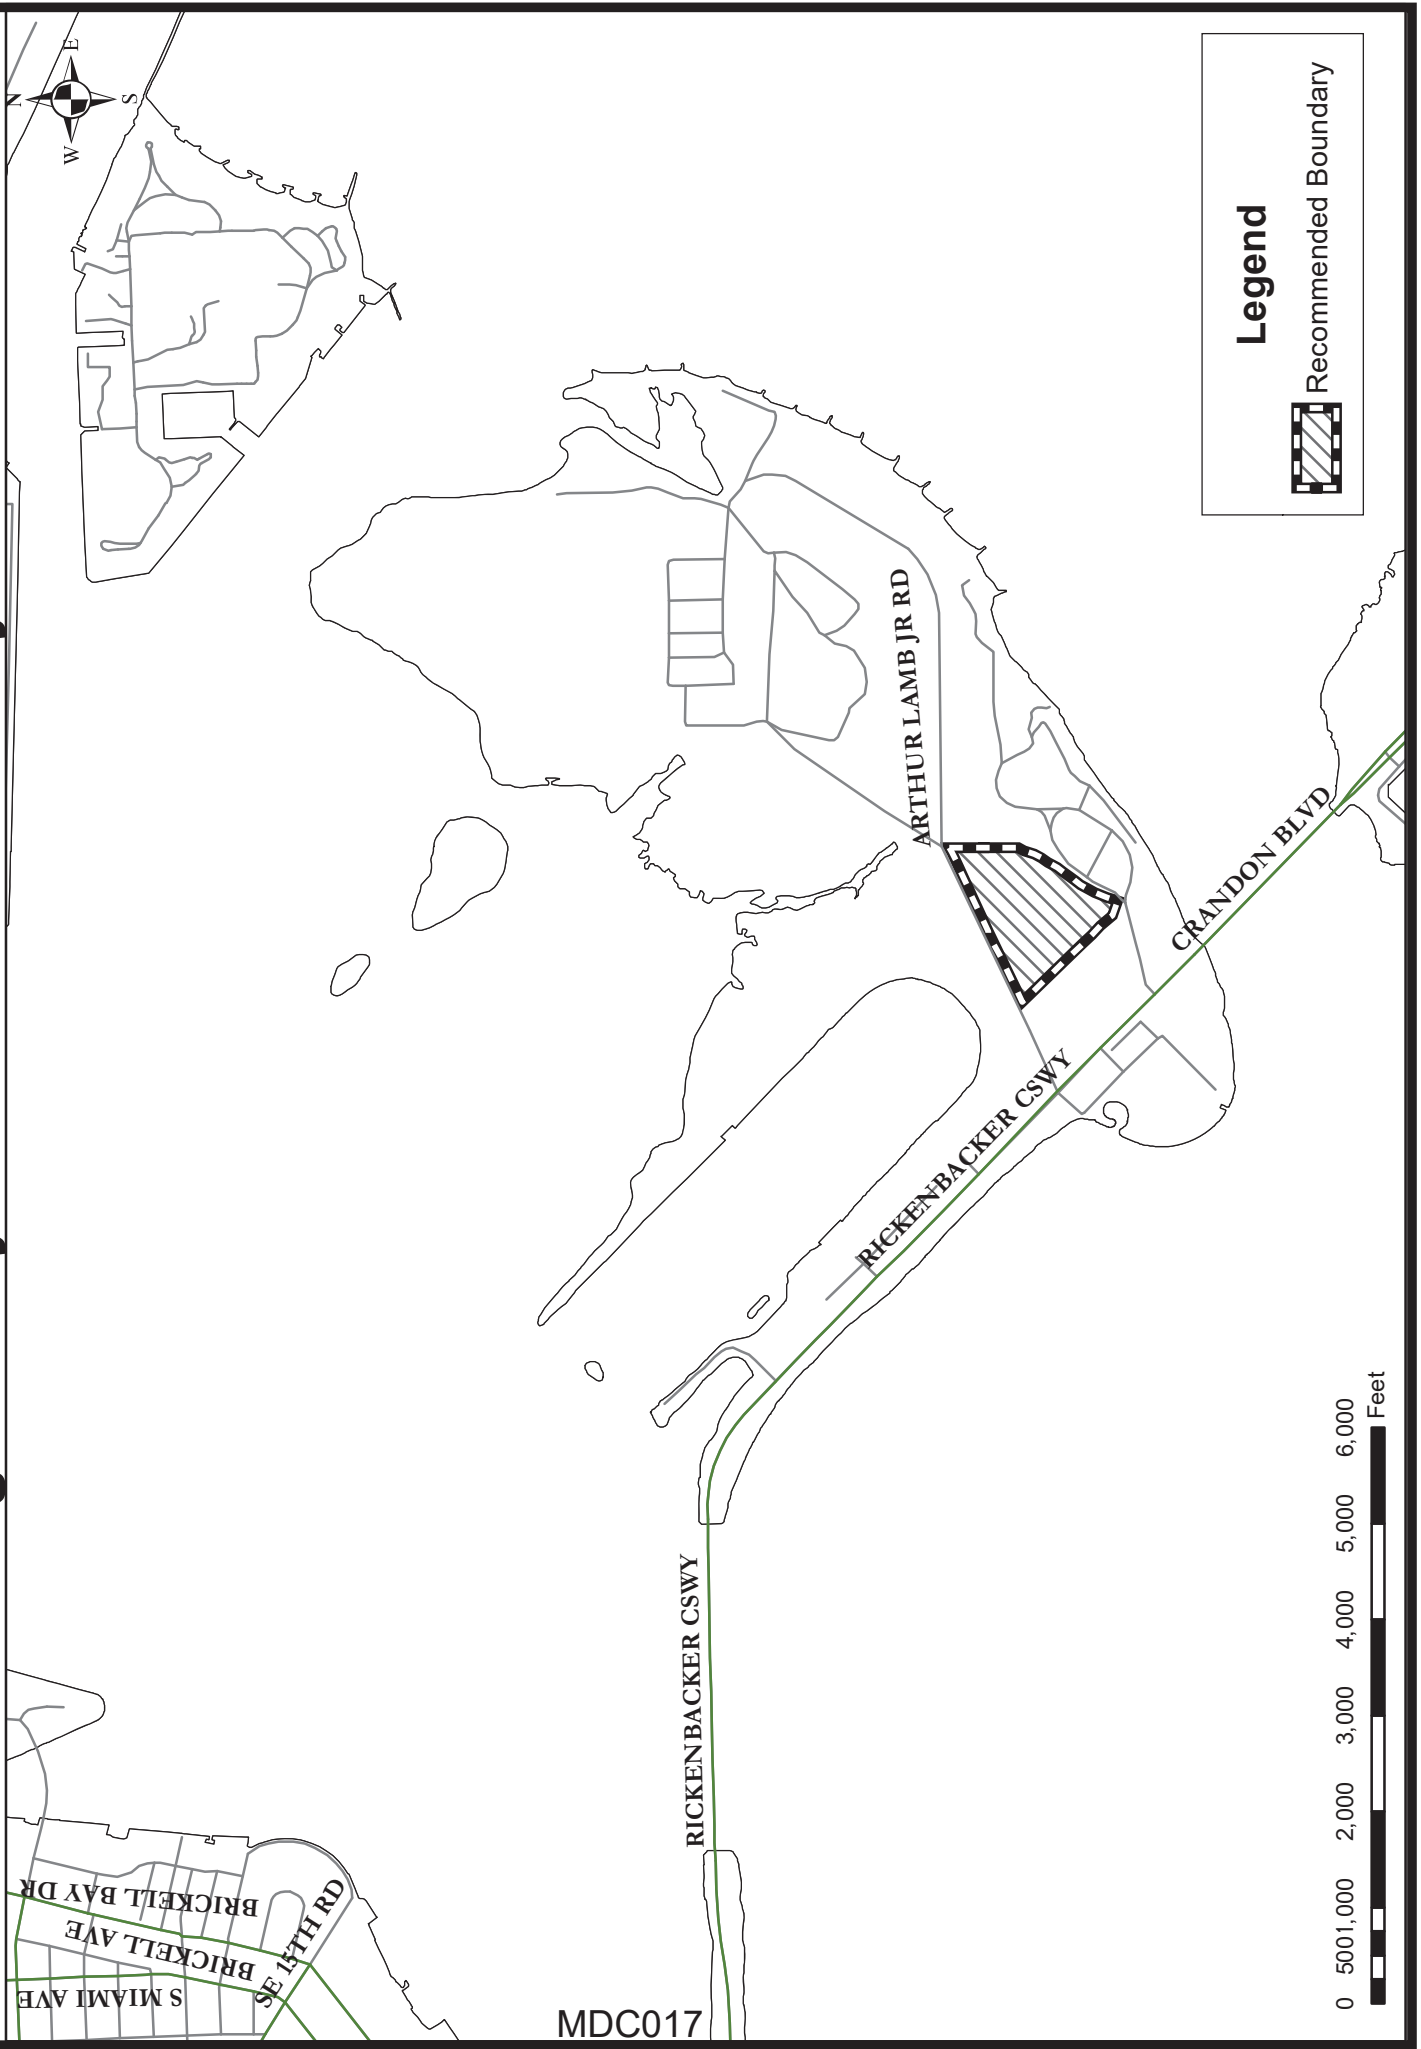 N
E
W
S
Legend
Recommended Boundary
ARTHUR LAMB JR RD
CRANDON BLVD
RICKENBACKER CSWY
RICKENBACKER CSWY
BRICKELL BAY DR
BRICKELL AVE
S MIAMI AVE
SE 15TH RD
0 500 1,000 2,000 3,000 4,000 5,000 6,000
Feet
MDC017